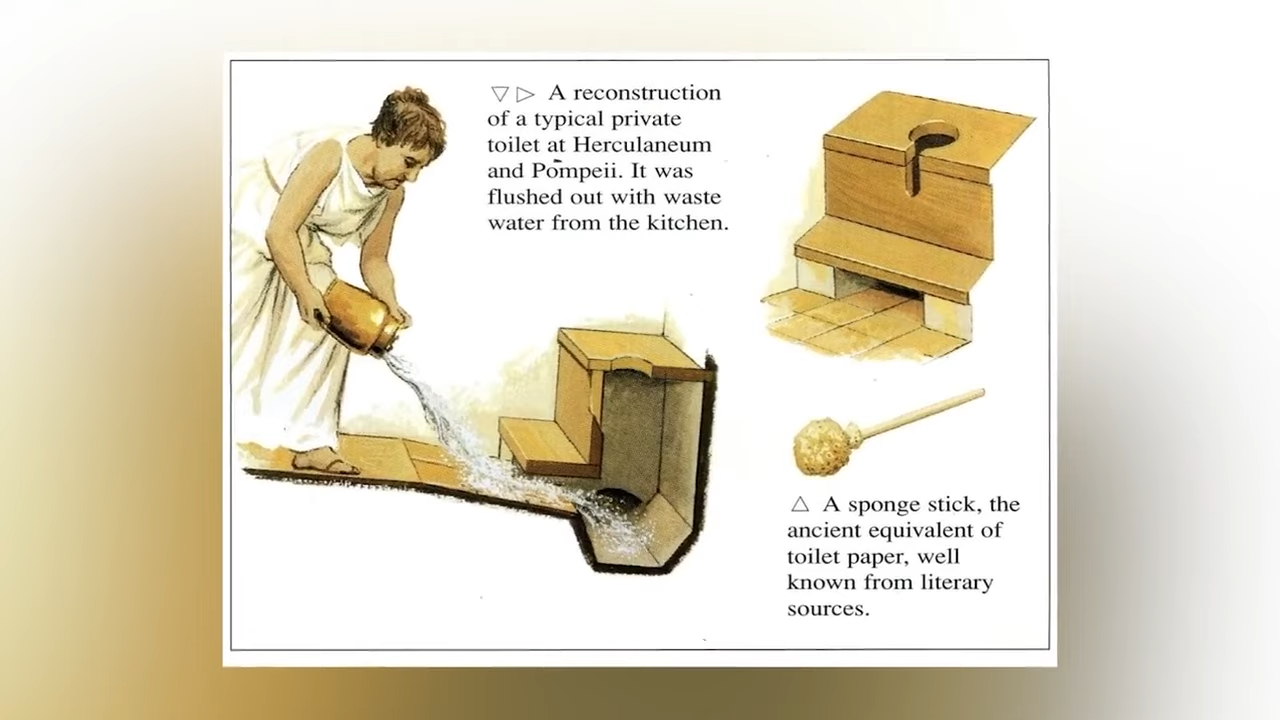 ▽ ▷ A reconstruction
of a typical private
toilet at Herculaneum
and Pompeii. It was
flushed out with waste
water from the kitchen.
△ A sponge stick, the
ancient equivalent of
toilet paper, well
known from literary
sources.